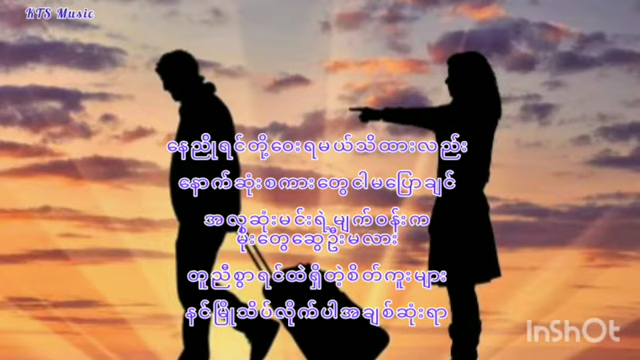 KTS Music
နေညိုရင်တို့ဝေးရမယ်သိထားလည်း
နောက်ဆုံးစကားတွေငါမပြောချင်
အလှဆုံးမင်းရဲ့မျက်ဝန်းက
မိုးတွေဆွေဦးမလား
တူညီစွာရင်ထဲရှိတဲ့စိတ်ကူးများ
နင်မြှိုသိပ်လိုက်ပါအချစ်ဆုံးရာ
InShOt